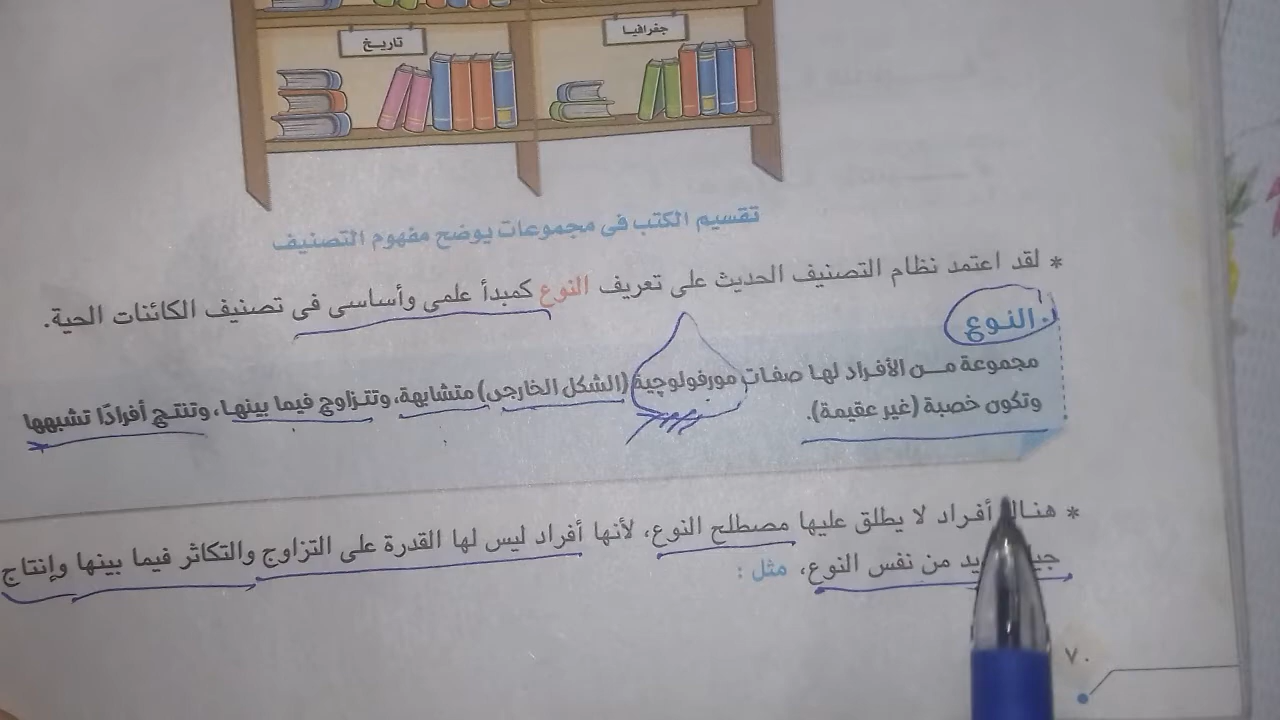 جغرافيا
تاريخ
تقسيم الكتب فى مجموعات يوضح مفهوم التصنيف
* لقد اعتمد نظام التصنيف الحديث على تعريف النوع كمبدأ علمى وأساسى فى تصنيف الكائنات الحية.
النوع
مجموعة من الأفراد لها صفات مورفولوجية (الشكل الخارجى) متشابهة، وتتزاوج فيما بينها، وتنتج أفرادًا تشبهها
وتكون خصبة (غير عقيمة).
* هناك أفراد لا يطلق عليها مصطلح النوع، لأنها أفراد ليس لها القدرة على التزاوج والتكاثر فيما بينها وإنتاج
من نفس النوع، مثل :
٧٠